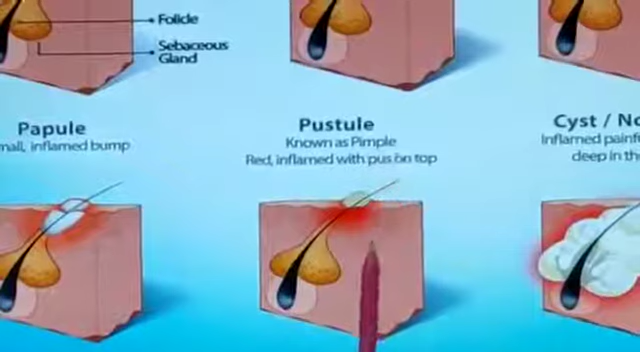 Folicle
Sebaceous
Gland
Papule
mall, inflamed bump
Pustule
Known as Pimple
Red, inflamed with pus on top
Cyst / No
Inflamed painf
deep in th